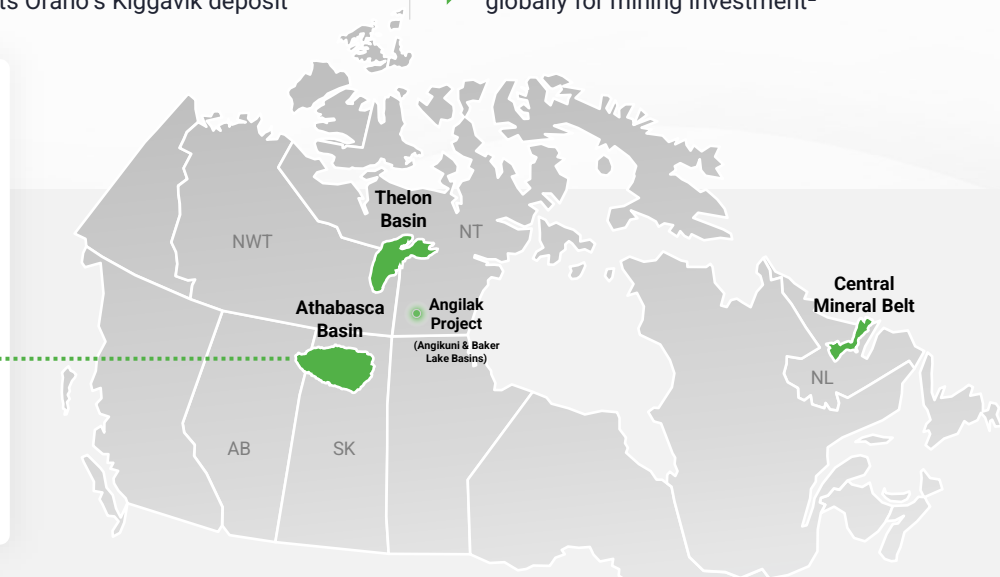 ts Orano's Kiggavik deposit
globally for mining investment²
Thelon
Basin
NWT
NT
Central
Mineral Belt
Athabasca
Basin
Angilak
Project
(Angikuni & Baker
Lake Basins)
NL
AB
SK